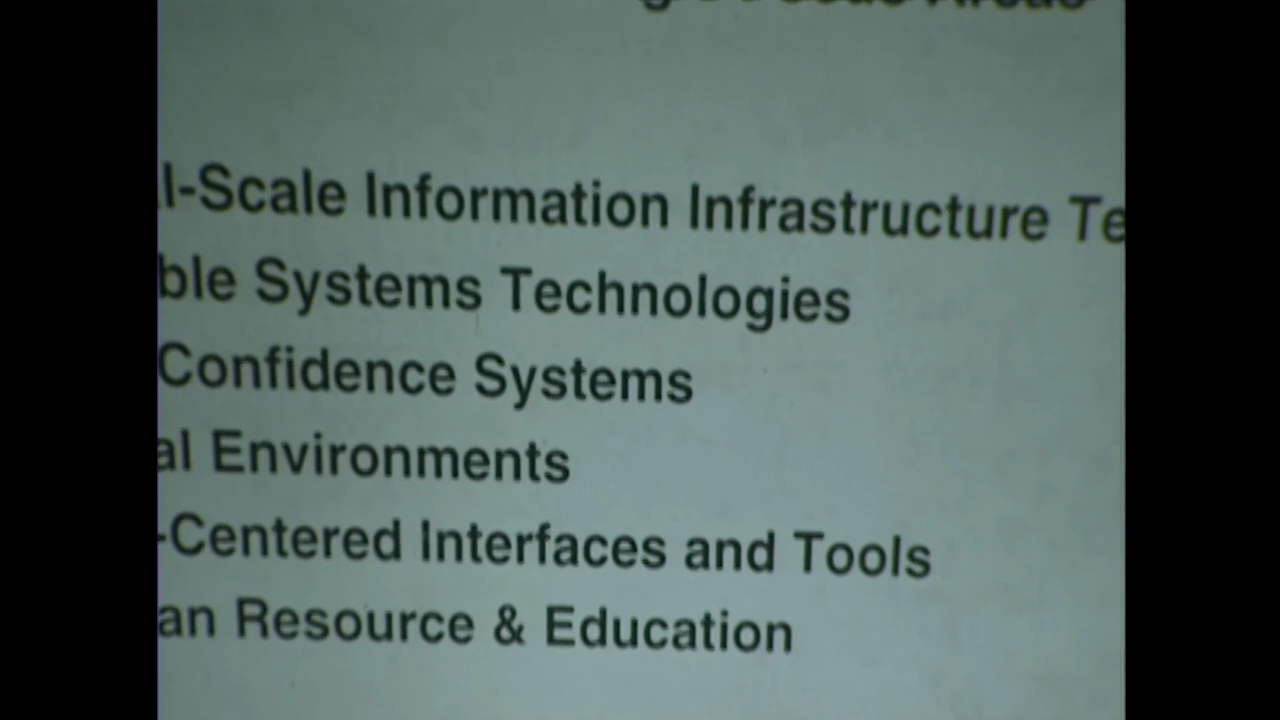 l-Scale Information Infrastructure Te
ble Systems Technologies
Confidence Systems
al Environments
-Centered Interfaces and Tools
an Resource & Education